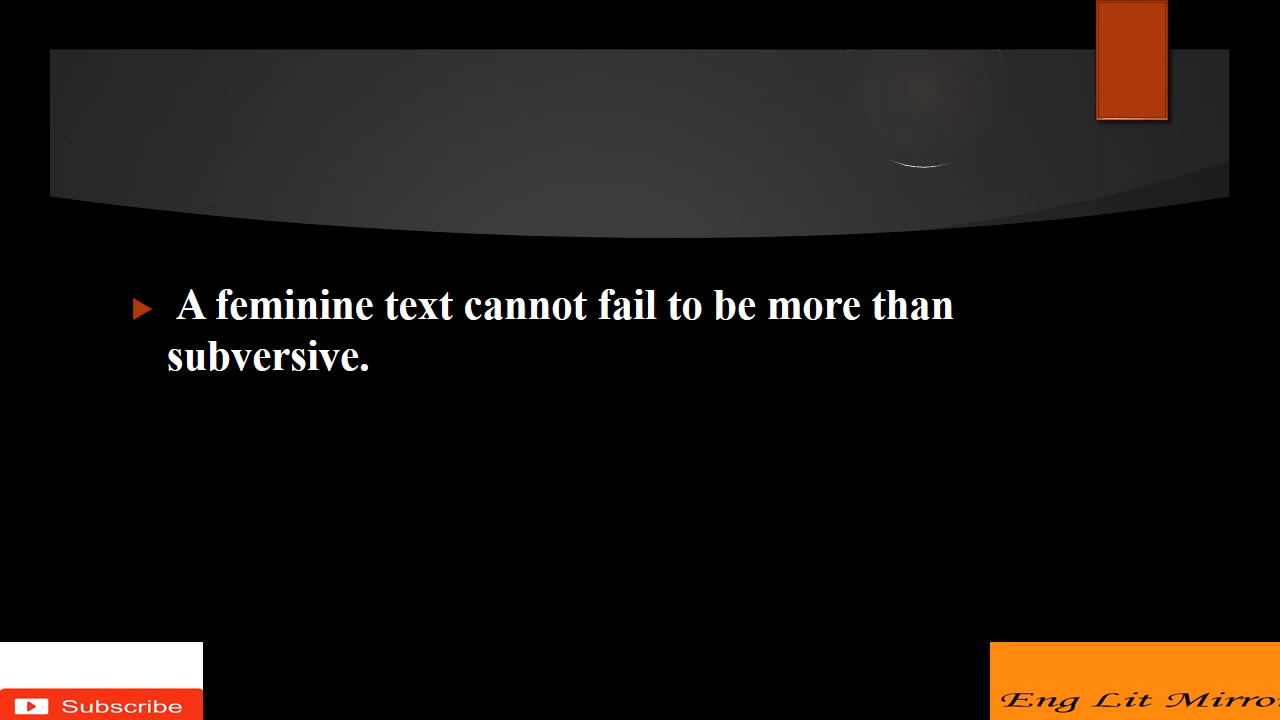 A feminine text cannot fail to be more than
subversive.
Subscribe
Eng Lit Mirro